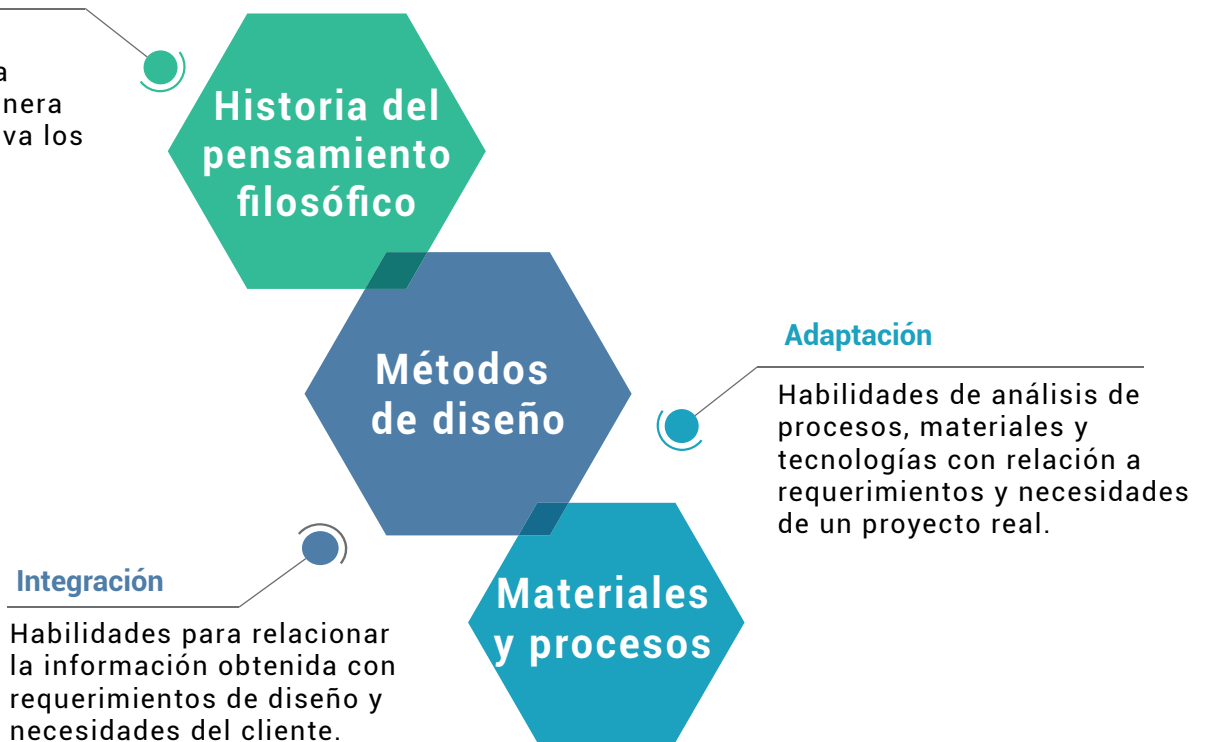 a
nera
va los
Historia del
pensamiento
filosófico
Métodos
de diseño
Adaptación
Habilidades de análisis de
procesos, materiales y
tecnologías con relación a
requerimientos y necesidades
de un proyecto real.
Integración
Habilidades para relacionar
la información obtenida con
requerimientos de diseño y
necesidades del cliente.
Materiales
y procesos